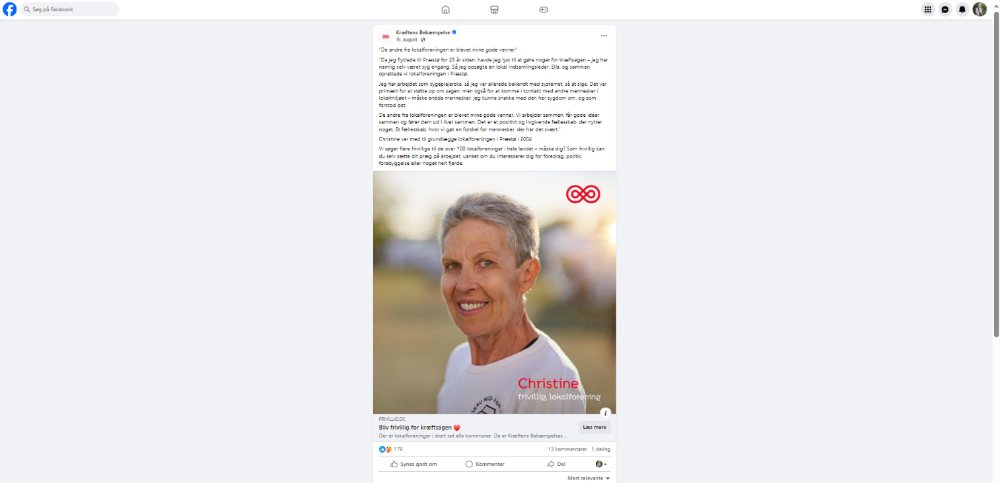 Søg på Facebook
Kræftens Bekæmpelse
15. august ·
"De andre fra lokalforeningen er blevet mine gode venner"
"Da jeg flyttede til Præstø for 23 år siden, havde jeg lyst til at gøre noget for kræftsagen – jeg har
nemlig selv været syg engang. Så jeg opsøgte en lokal indsamlingsleder, Ella, og sammen
oprettede vi lokalforeningen i Præstø.
Jeg har arbejdet som sygeplejerske, så jeg var allerede bekendt med systemet, så at sige. Det var
primært for at støtte op om sagen, men også for at komme i kontakt med andre mennesker i
lokalmiljøet – måske endda mennesker, jeg kunne snakke med den her sygdom om, og som
forstod det.
De andre fra lokalforeningen er blevet mine gode venner. Vi arbejder sammen, får gode idéer
sammen og fører dem ud i livet sammen. Det er et positivt og livgivende fællesskab, der nytter
noget. Et fællesskab, hvor vi gør en forskel for mennesker, der har det svært."
Christine var med til grundlægge lokalforeningen i Præstø i 2004
Vi søger flere frivillige til de over 100 lokalforeninger i hele landet – måske dig? Som frivillig kan
du selv sætte dit præg på arbejdet, uanset om du interesserer dig for foredrag, politik,
forebyggelse eller noget helt fjerde.
Christine
frivillig, lokalforening
SKRU NED FOR
FRIVILLIG.DK
Bliv frivillig for kræftsagen ❤️
Læs mere
Der er lokalforeninger i stort set alle kommuner. De er Kræftens Bekæmpelses...
179
13 kommentarer 1 deling
Synes godt om
Kommentér
Del
Mest relevante